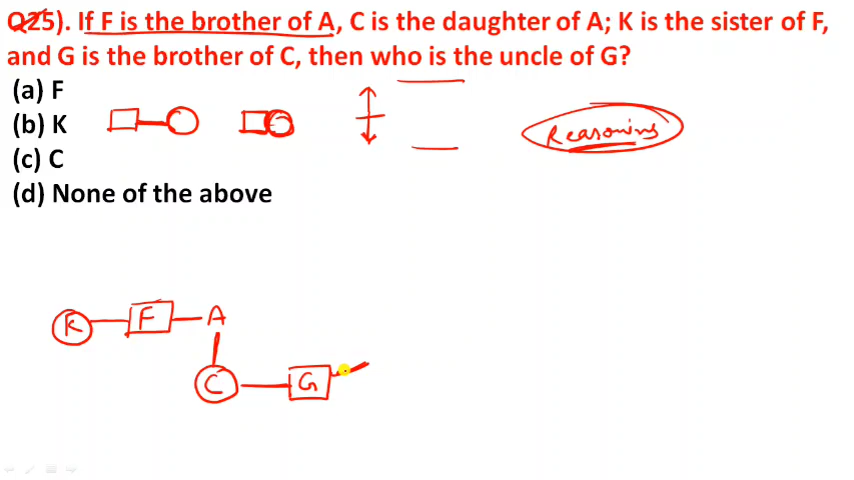 Q25). If F is the brother of A, C is the daughter of A; K is the sister of F,
and G is the brother of C, then who is the uncle of G?
(a) F
(b) K
(c) C
(d) None of the above
Reasoning
K F A
C G